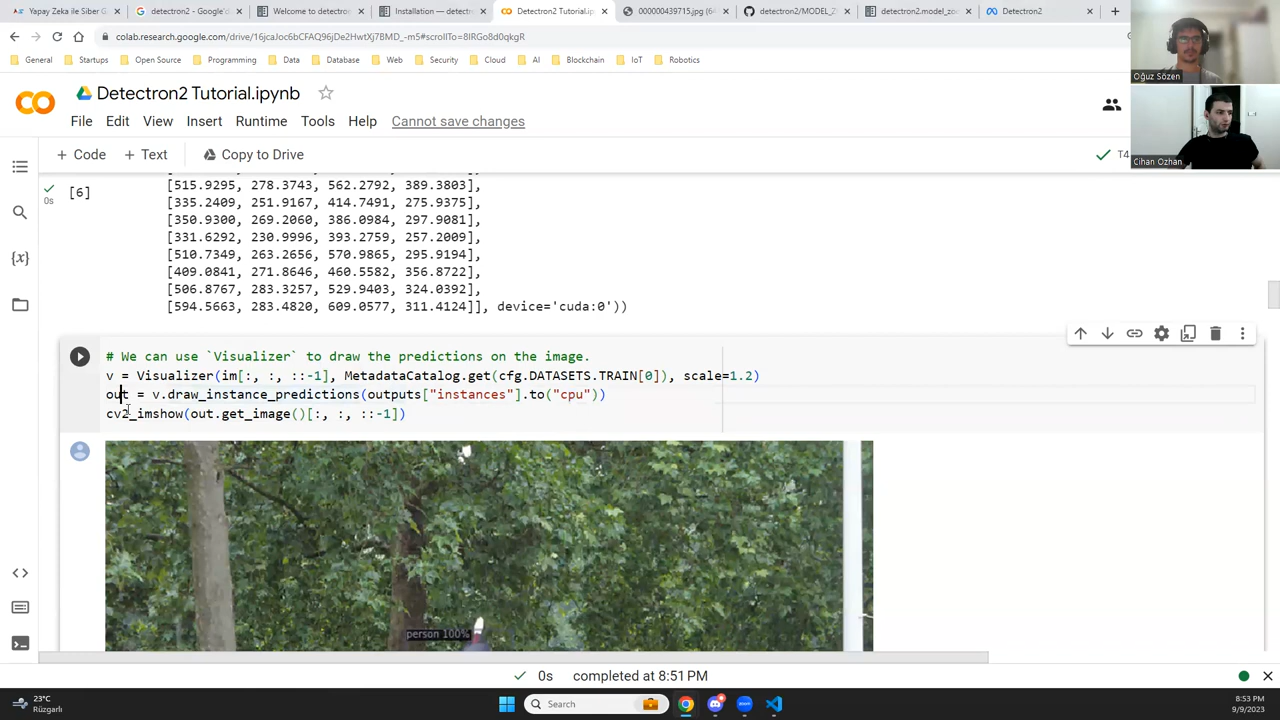 Yapay Zeka ile Siber G
detectron2 - Google'd
Welcome to detectron
Installation — detectr
Detectron2 Tutorial.ip
000000439715.jpg (64
detectron2/MODEL_Z
detectron2.model_zo
Detectron2
colab.research.google.com/drive/16jcaJoc6bCFAQ96jDe2HwtXj7BMD_-m5#scrollTo=8IRGo8d0qkgR
General
Startups
Open Source
Programming
Data
Database
Web
Security
Cloud
AI
Blockchain
IoT
Robotics
Oğuz Sözen
Cihan Ozhan
Detectron2 Tutorial.ipynb
File Edit View Insert Runtime Tools Help Cannot save changes
+ Code + Text Copy to Drive
T4
[6]
0s
[515.9295, 278.3743, 562.2792, 389.3803],
[335.2409, 251.9167, 414.7491, 275.9375],
[350.9300, 269.2060, 386.0984, 297.9081],
[331.6292, 230.9996, 393.2759, 257.2009],
[510.7349, 263.2656, 570.9865, 295.9194],
[409.0841, 271.8646, 460.5582, 356.8722],
[506.8767, 283.3257, 529.9403, 324.0392],
[594.5663, 283.4820, 609.0577, 311.4124]], device='cuda:0'))
# We can use `Visualizer` to draw the predictions on the image.
v = Visualizer(im[:, :, ::-1], MetadataCatalog.get(cfg.DATASETS.TRAIN[0]), scale=1.2)
out = v.draw_instance_predictions(outputs["instances"].to("cpu"))
cv2_imshow(out.get_image()[:, :, ::-1])
person 100%
0s completed at 8:51 PM
23°C
Rüzgarlı
Search
8:53 PM
9/9/2023